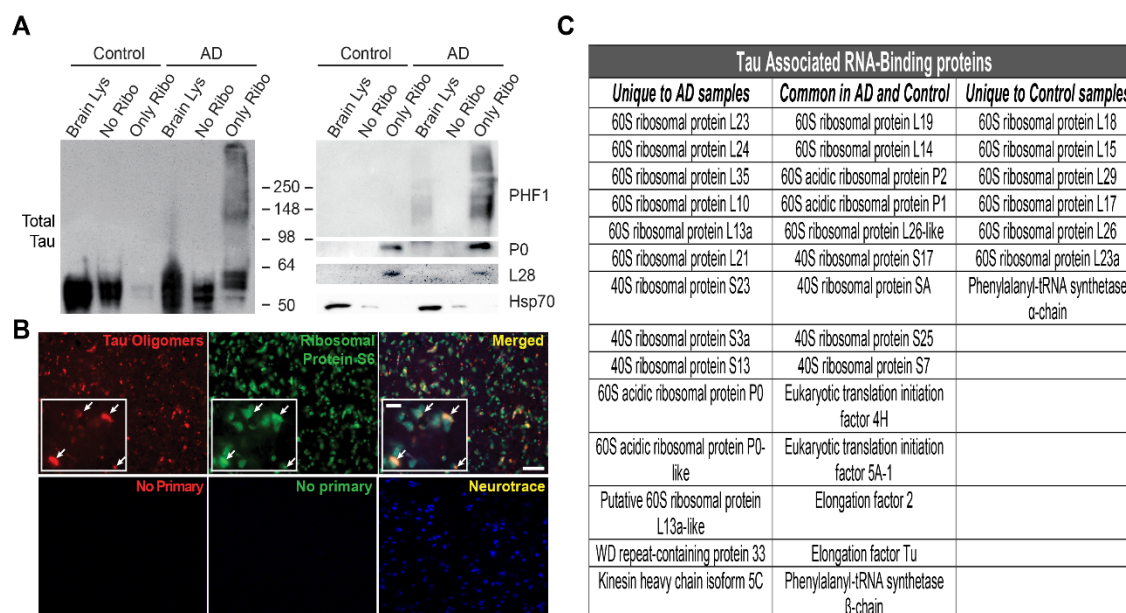 A
Control AD
Brain Lys No Ribo Only Ribo Brain Lys No Ribo Only Ribo
Total
Tau
250
148
98
64
50
Control AD
Brain Lys No Ribo Only Ribo Brain Lys No Ribo Only Ribo
PHF1
P0
L28
Hsp70
B
Tau Oligomers
Ribosomal
Protein S6
Merged
No Primary
No primary
Neurotrace
C
Tau Associated RNA-Binding proteins
Unique to AD samples Common in AD and Control Unique to Control samples
60S ribosomal protein L23 60S ribosomal protein L19 60S ribosomal protein L18
60S ribosomal protein L24 60S ribosomal protein L14 60S ribosomal protein L15
60S ribosomal protein L35 60S acidic ribosomal protein P2 60S ribosomal protein L29
60S ribosomal protein L10 60S acidic ribosomal protein P1 60S ribosomal protein L17
60S ribosomal protein L13a 60S ribosomal protein L26-like 60S ribosomal protein L26
60S ribosomal protein L21 40S ribosomal protein S17 60S ribosomal protein L23a
40S ribosomal protein S23 40S ribosomal protein SA Phenylalanyl-tRNA synthetase
α-chain
40S ribosomal protein S3a 40S ribosomal protein S25
40S ribosomal protein S13 40S ribosomal protein S7
60S acidic ribosomal protein P0 Eukaryotic translation initiation
factor 4H
60S acidic ribosomal protein P0- Eukaryotic translation initiation
like factor 5A-1
Putative 60S ribosomal protein Elongation factor 2
L13a-like
WD repeat-containing protein 33 Elongation factor Tu
Kinesin heavy chain isoform 5C Phenylalanyl-tRNA synthetase
β-chain